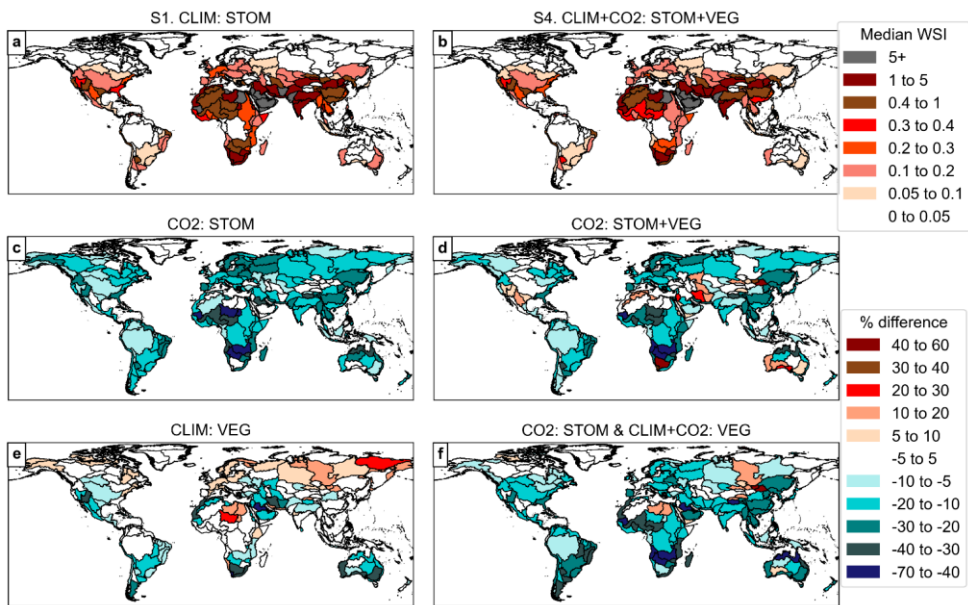 S1. CLIM: STOM
S4. CLIM+CO2: STOM+VEG
a
b
Median WSI
5+
1 to 5
0.4 to 1
0.3 to 0.4
0.2 to 0.3
0.1 to 0.2
0.05 to 0.1
0 to 0.05
CO2: STOM
CO2: STOM+VEG
c
d
% difference
40 to 60
30 to 40
20 to 30
10 to 20
5 to 10
-5 to 5
-10 to -5
-20 to -10
-30 to -20
-40 to -30
-70 to -40
CLIM: VEG
CO2: STOM & CLIM+CO2: VEG
e
f